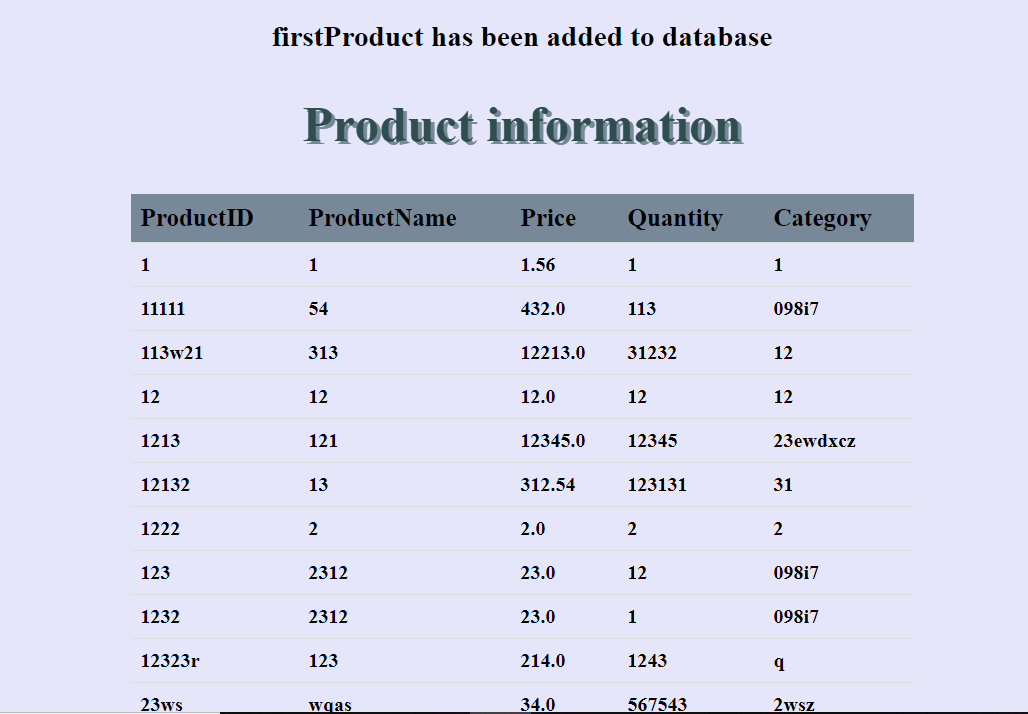 firstProduct has been added to database
Product information
ProductID ProductName Price Quantity Category
1 1 1.56 1 1
11111 54 432.0 113 098i7
113w21 313 12213.0 31232 12
12 12 12.0 12 12
1213 121 12345.0 12345 23ewdxcz
12132 13 312.54 123131 31
1222 2 2.0 2 2
123 2312 23.0 12 098i7
1232 2312 23.0 1 098i7
12323r 123 214.0 1243 q
23ws wqas 34.0 567543 2wsz